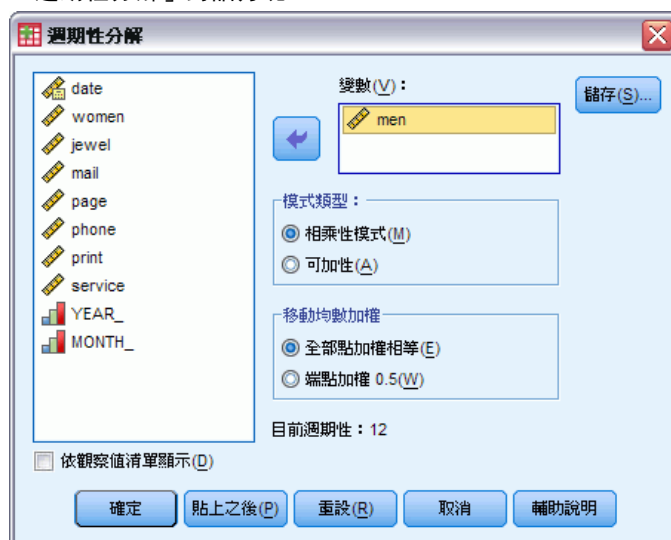 週期性分解
date
women
jewel
mail
page
phone
print
service
YEAR_
MONTH_
依觀察值清單顯示(D)
變數(V)：
men
儲存(S)...
模式類型：
相乘性模式(M)
可加性(A)
移動均數加權
全部點加權相等(E)
端點加權 0.5(W)
目前週期性：12
確定
貼上之後(P)
重設(R)
取消
輔助說明